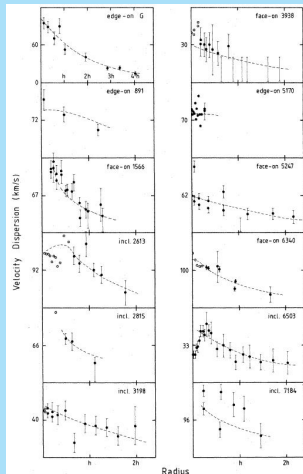 edge-on G
60
h 2h 3h 4h
edge-on 891
72
face-on 1566
67
incl. 2613
92
incl. 2815
66
incl. 3198
40
h 2h
face-on 3938
30
edge-on 5170
70
face-on 5247
62
face-on 6340
100
incl. 6503
33
incl. 7184
96
h 2h
Velocity Dispersion (km/s)
Radius